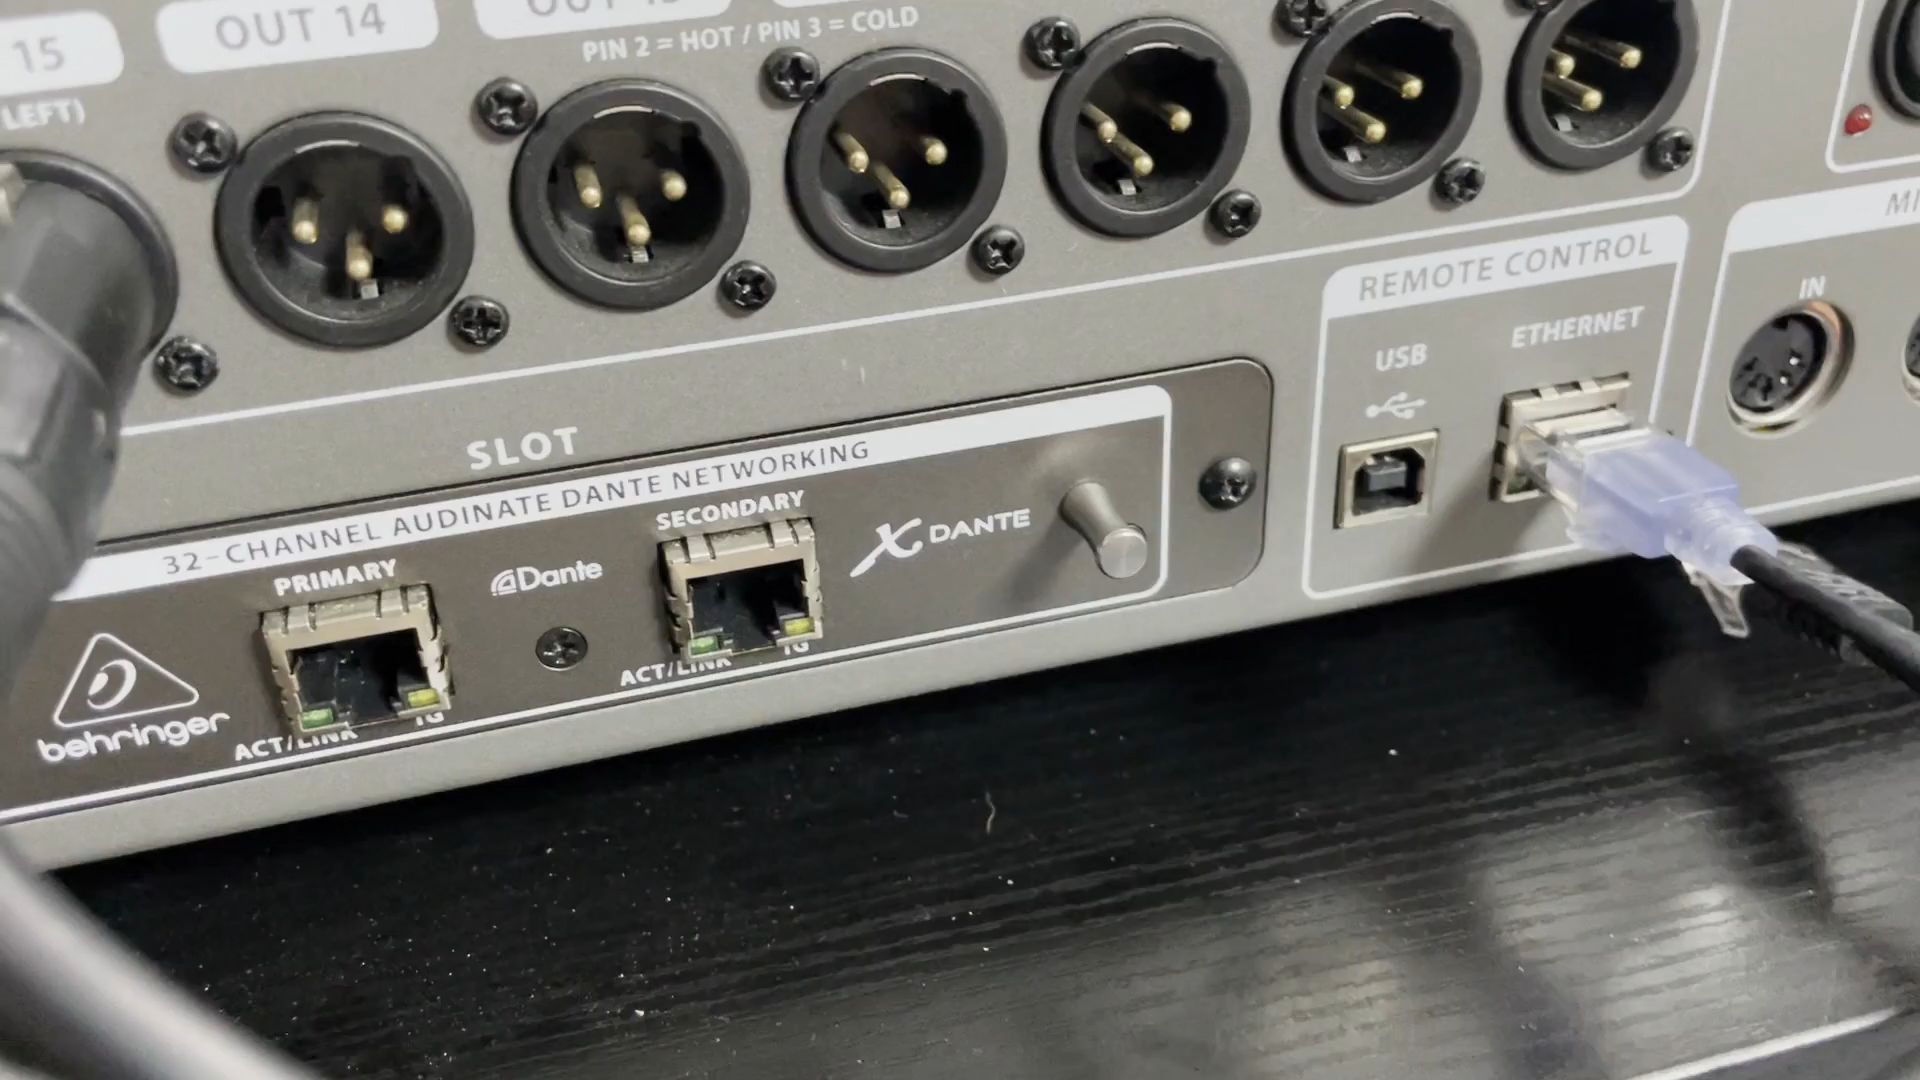 15
OUT 14
LEFT)
PIN 2 = HOT / PIN 3 = COLD
REMOTE CONTROL
USB
ETHERNET
IN
SLOT
32-CHANNEL AUDINATE DANTE NETWORKING
PRIMARY
Dante
SECONDARY
X DANTE
ACT/LINK
1G
behringer
ACT/LINK
1G